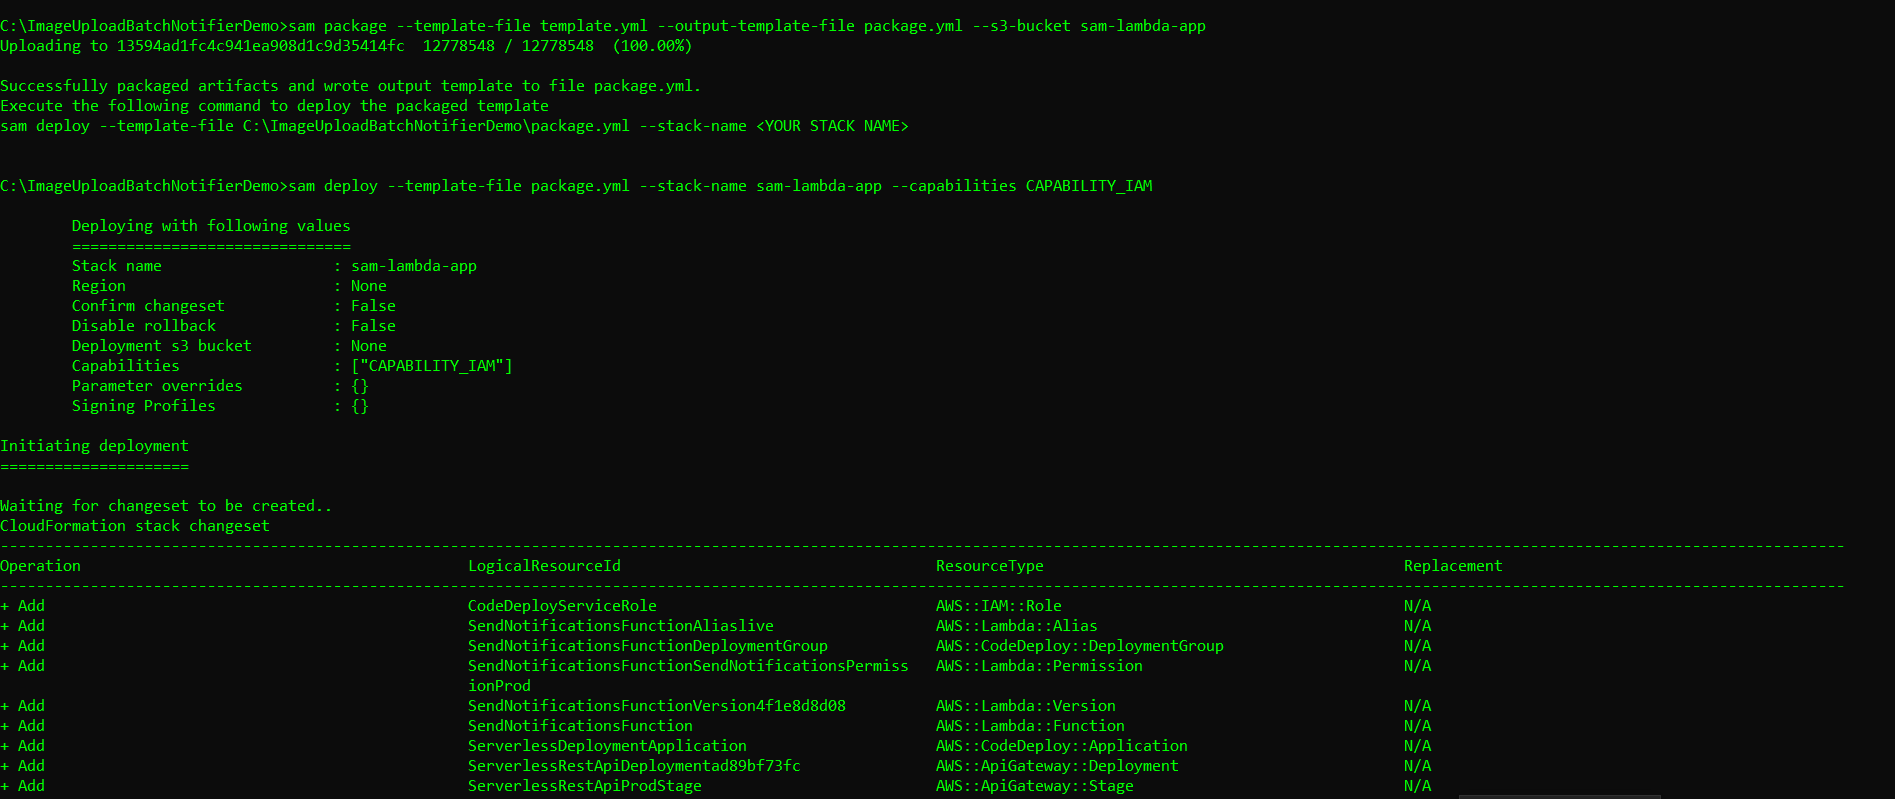 C:\ImageUploadBatchNotifierDemo>sam package --template-file template.yml --output-template-file package.yml --s3-bucket sam-lambda-app
Uploading to 13594ad1fc4c941ea908d1c9d35414fc  12778548 / 12778548  (100.00%)
Successfully packaged artifacts and wrote output template to file package.yml.
Execute the following command to deploy the packaged template
sam deploy --template-file C:\ImageUploadBatchNotifierDemo\package.yml --stack-name <YOUR STACK NAME>
C:\ImageUploadBatchNotifierDemo>sam deploy --template-file package.yml --stack-name sam-lambda-app --capabilities CAPABILITY_IAM
Deploying with following values
===============================
Stack name                   : sam-lambda-app
Region                       : None
Confirm changeset            : False
Disable rollback             : False
Deployment s3 bucket         : None
Capabilities                 : ["CAPABILITY_IAM"]
Parameter overrides          : {}
Signing Profiles             : {}
Initiating deployment
=====================
Waiting for changeset to be created..
CloudFormation stack changeset
Operation LogicalResourceId ResourceType Replacement
+ Add CodeDeployServiceRole AWS::IAM::Role N/A
+ Add SendNotificationsFunctionAliaslive AWS::Lambda::Alias N/A
+ Add SendNotificationsFunctionDeploymentGroup AWS::CodeDeploy::DeploymentGroup N/A
+ Add SendNotificationsFunctionSendNotificationsPermiss AWS::Lambda::Permission N/A
ionProd
+ Add SendNotificationsFunctionVersion4f1e8d8d08 AWS::Lambda::Version N/A
+ Add SendNotificationsFunction AWS::Lambda::Function N/A
+ Add ServerlessDeploymentApplication AWS::CodeDeploy::Application N/A
+ Add ServerlessRestApiDeploymentad89bf73fc AWS::ApiGateway::Deployment N/A
+ Add ServerlessRestApiProdStage AWS::ApiGateway::Stage N/A